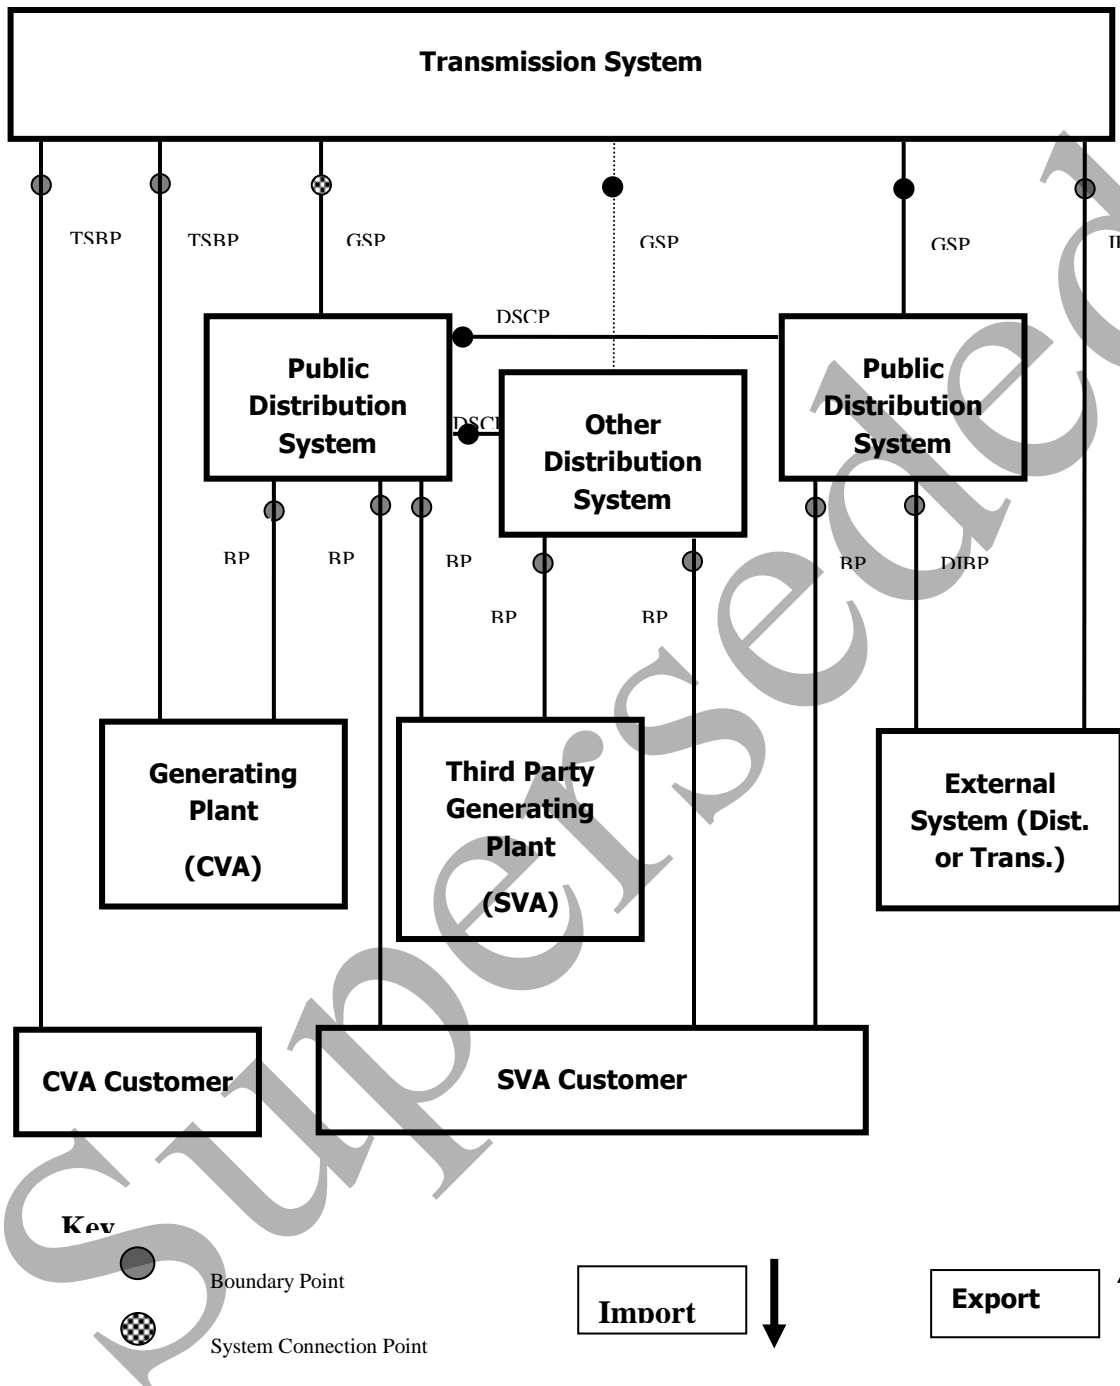 Transmission System
TSBP
TSBP
GSP
GSP
GSP
DSCP
Public
Distribution
System
Other
Distribution
System
Public
Distribution
System
BP
BP
BP
BP
BP
BP
DIBP
Generating
Plant
(CVA)
Third Party
Generating
Plant
(SVA)
External
System (Dist.
or Trans.)
CVA Customer
SVA Customer
Key
Boundary Point
System Connection Point
Import
Export
Superseded